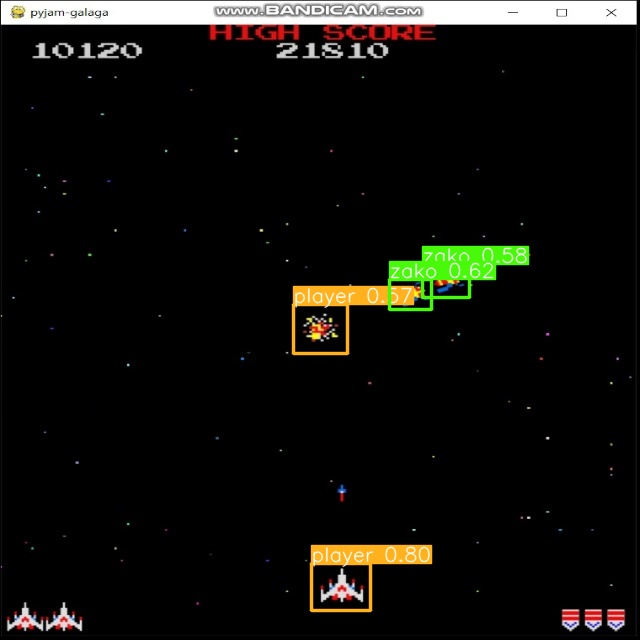 www.BANDICAM.com
pyjam-galaga
HIGH SCORE
10120 21810
zako 0.58
zako 0.62
player 0.57
player 0.80